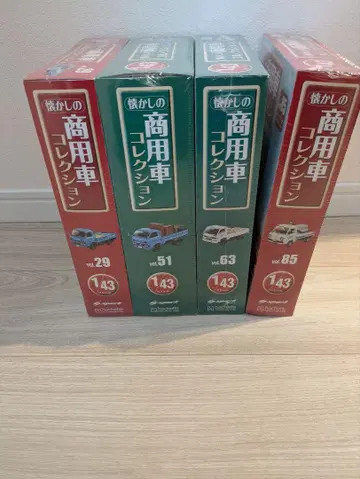 懐かしの
商用車
コレクション
vol.29
1/43
懐かしの
商用車
コレクション
vol.51
1/43
懐かしの
商用車
コレクション
vol.63
1/43
懐かしの
商用車
コレクション
vol.85
1/43